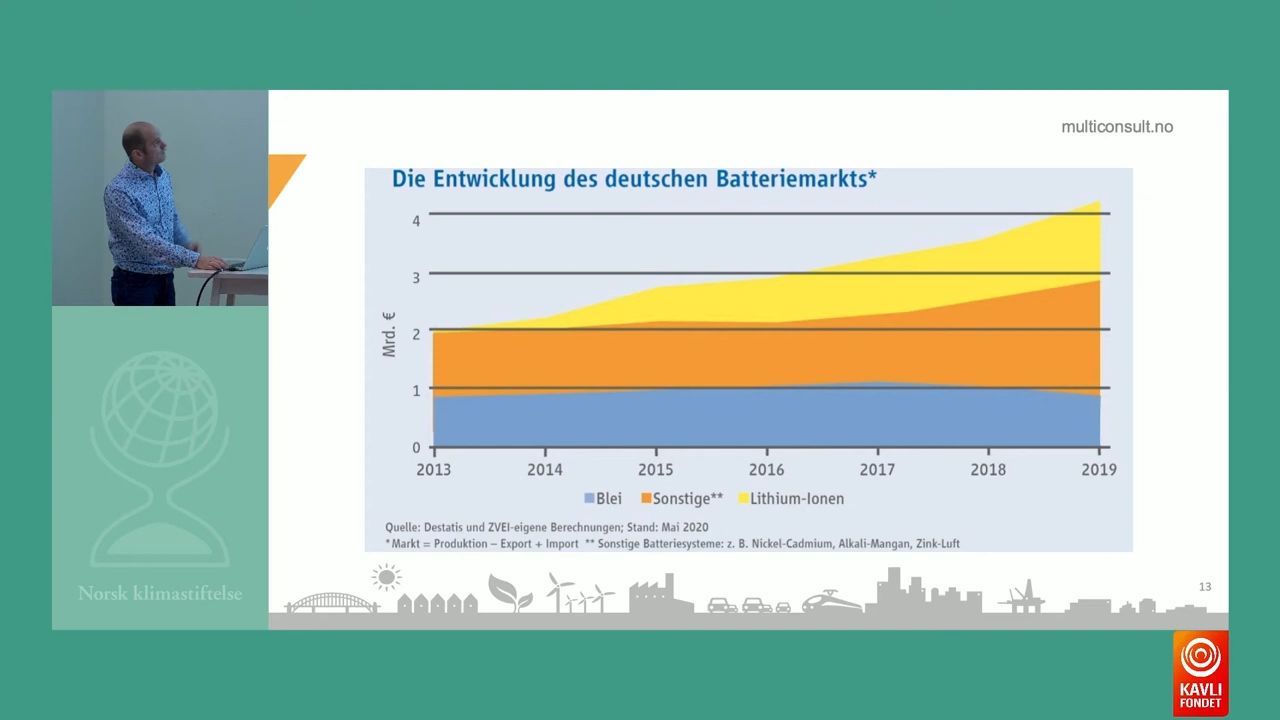 multiconsult.no
Die Entwicklung des deutschen Batteriemarkts*
Mrd. €
4
3
2
1
0
2013 2014 2015 2016 2017 2018 2019
Blei Sonstige** Lithium-Ionen
Quelle: Destatis und ZVEI-eigene Berechnungen; Stand: Mai 2020
*Markt = Produktion – Export + Import ** Sonstige Batteriesysteme: z. B. Nickel-Cadmium, Alkali-Mangan, Zink-Luft
13
Norsk klimastiftelse
KAVLI
FONDET